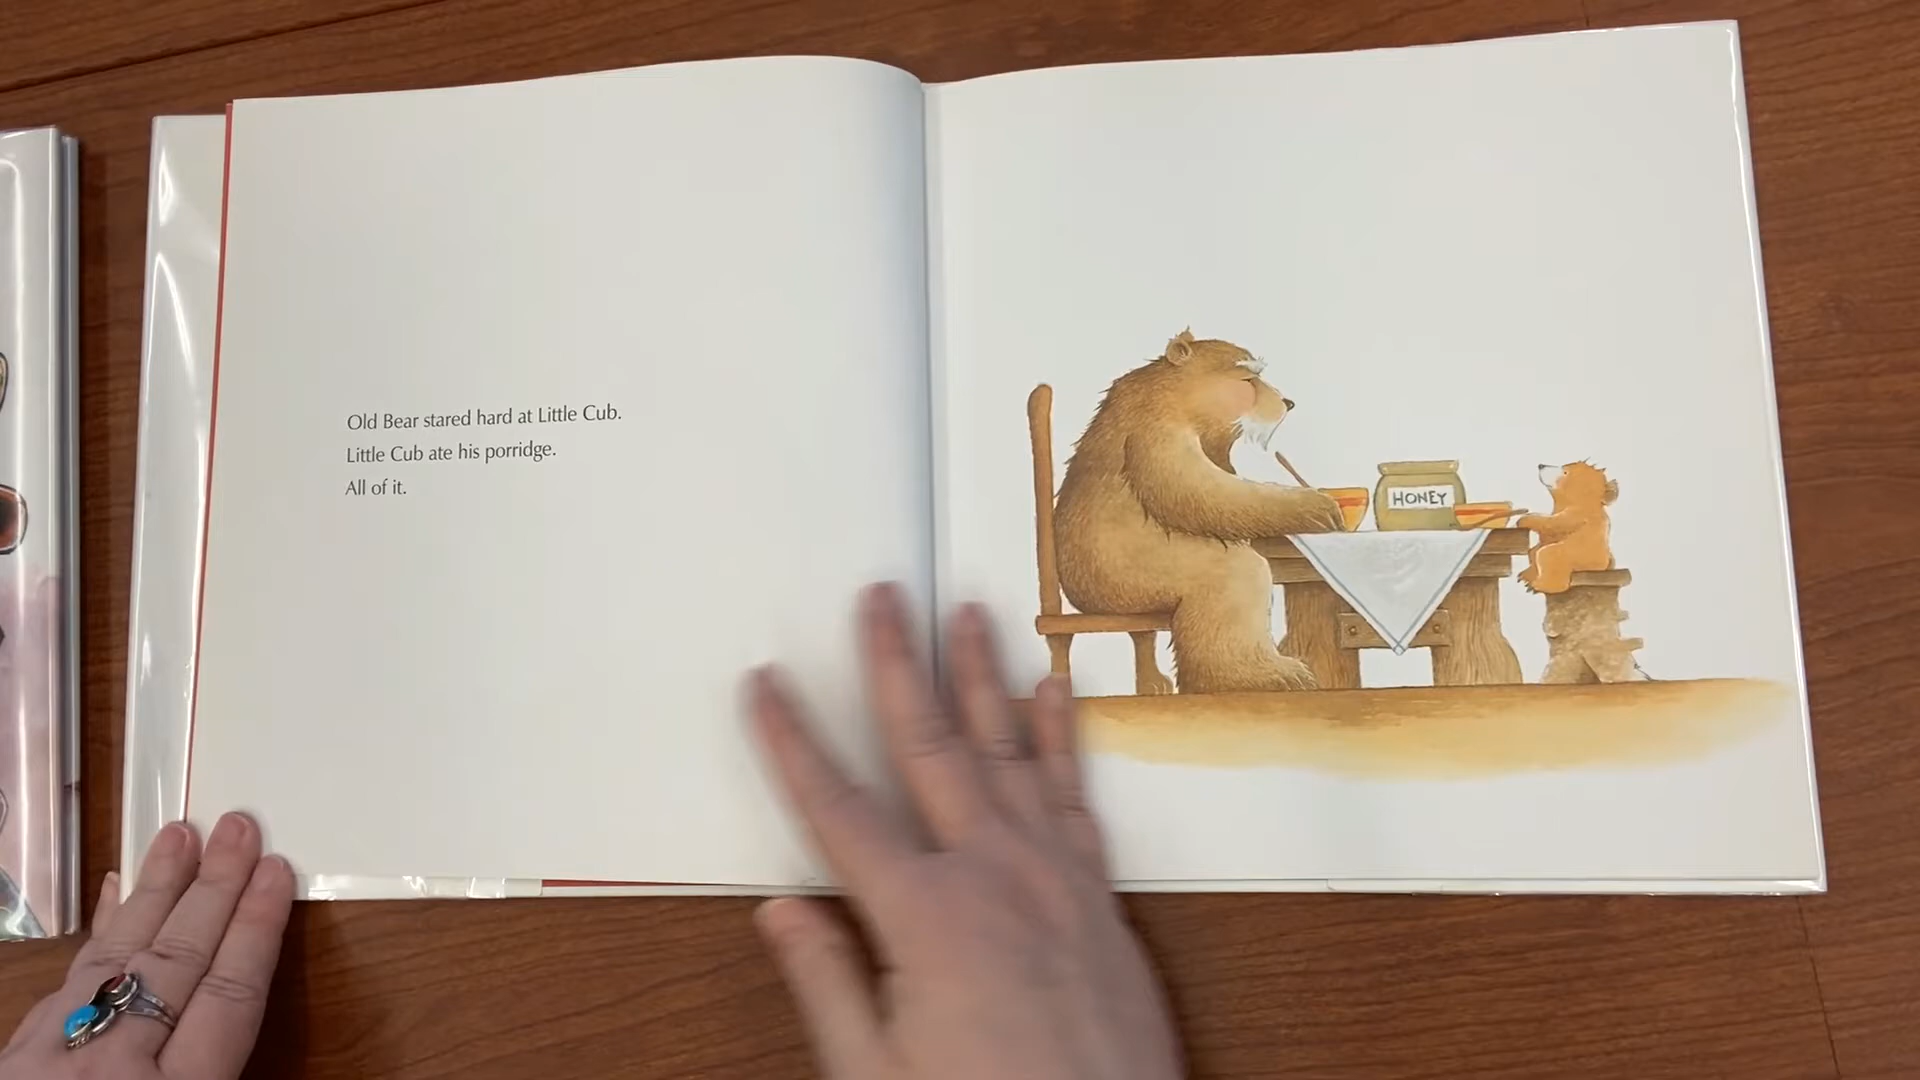 Old Bear stared hard at Little Cub.
Little Cub ate his porridge.
All of it.
HONEY